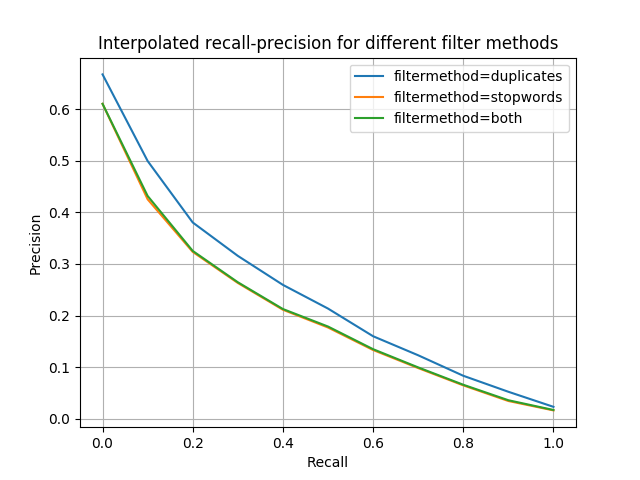 Interpolated recall-precision for different filter methods
filtermethod=duplicates
filtermethod=stopwords
filtermethod=both
0.6
0.5
0.4
0.3
0.2
0.1
0.0
Precision
0.0 0.2 0.4 0.6 0.8 1.0
Recall